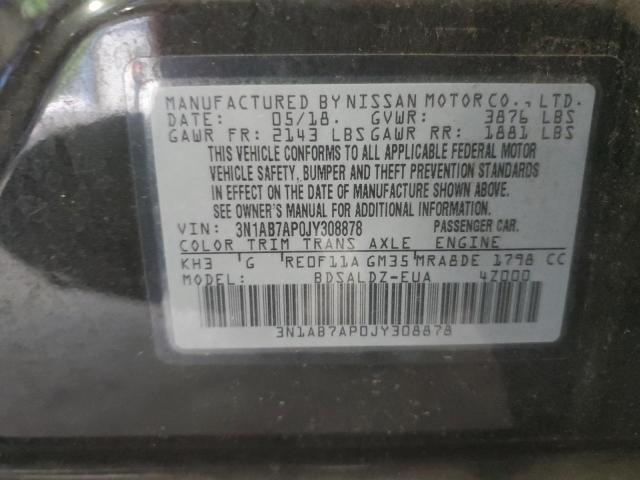 MANUFACTURED BY NISSAN MOTOR CO., LTD.
DATE: 05/18. GVWR: 3876 LBS
GAWR FR: 2143 LBS GAWR RR: 1881 LBS
THIS VEHICLE CONFORMS TO ALL APPLICABLE FEDERAL MOTOR
VEHICLE SAFETY, BUMPER AND THEFT PREVENTION STANDARDS
IN EFFECT ON THE DATE OF MANUFACTURE SHOWN ABOVE.
SEE OWNER'S MANUAL FOR ADDITIONAL INFORMATION.
VIN: 3N1AB7AP0JY308878 PASSENGER CAR.
COLOR TRIM TRANS AXLE ENGINE
KH3 G RE0F11A GM35 MRA8DE 1798 CC
MODEL: BDSALDZ-EUA 4Z000
3N1AB7AP0JY308878